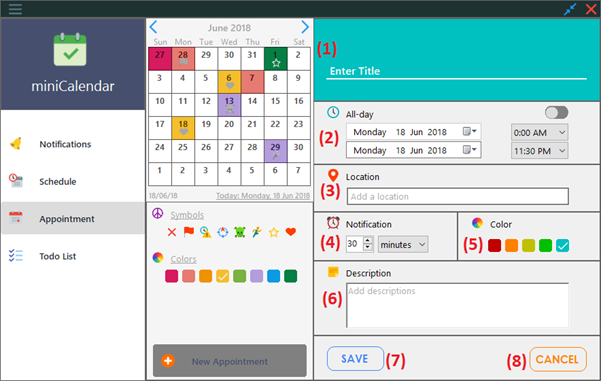 miniCalendar
Notifications
Schedule
Appointment
Todo List
June 2018
Sun Mon Tue Wed Thu Fri Sat
27 28 29 30 31 1 2
3 4 5 6 7 8 9
10 11 12 13 14 15 16
17 18 19 20 21 22 23
24 25 26 27 28 29 30
1 2 3 4 5 6 7
18/06/18 Today: Monday, 18 Jun 2018
Symbols
Colors
New Appointment
(1)
Enter Title
All-day
(2)
Monday 18 Jun 2018 0:00 AM
Monday 18 Jun 2018 11:30 PM
Location
(3)
Add a location
Notification
(4)
30 minutes
Color
(5)
Description
(6)
Add descriptions
SAVE (7)
(8) CANCEL